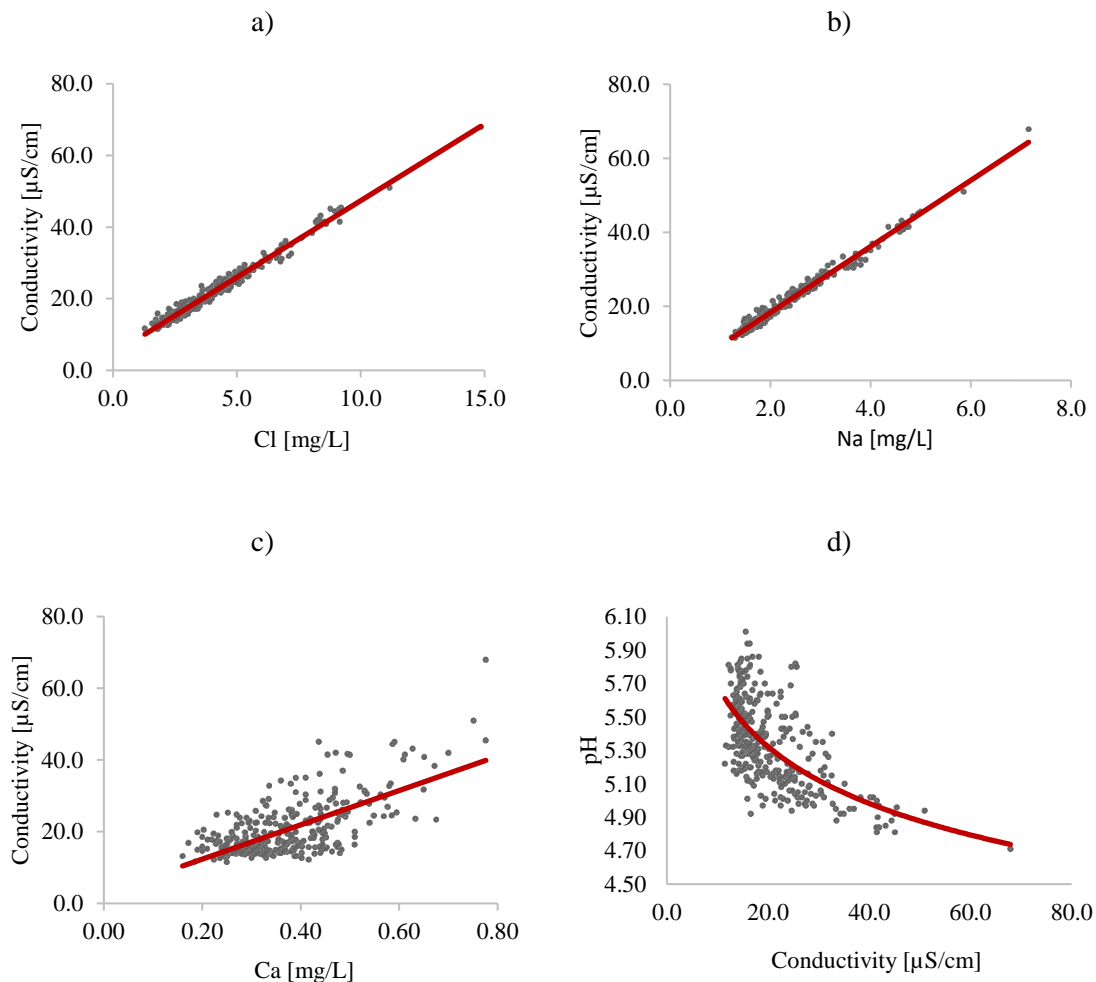 a)
80.0
60.0
40.0
20.0
0.0
Conductivity [µS/cm]
0.0 5.0 10.0 15.0
Cl [mg/L]
b)
80.0
60.0
40.0
20.0
0.0
Conductivity [µS/cm]
0.0 2.0 4.0 6.0 8.0
Na [mg/L]
c)
80.0
60.0
40.0
20.0
0.0
Conductivity [µS/cm]
0.00 0.20 0.40 0.60 0.80
Ca [mg/L]
d)
6.10
5.90
5.70
5.50
5.30
5.10
4.90
4.70
4.50
pH
0.0 20.0 40.0 60.0 80.0
Conductivity [µS/cm]